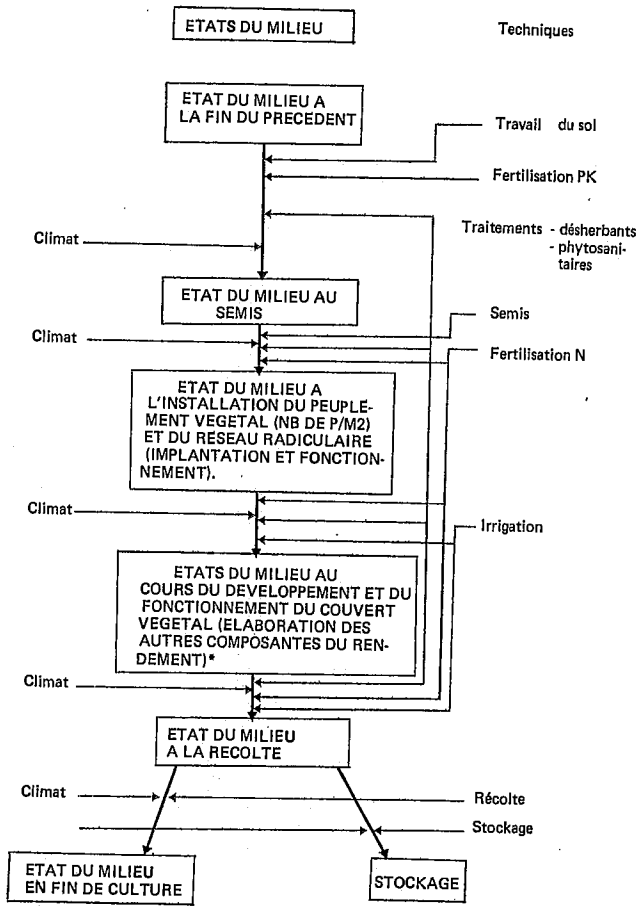 ETATS DU MILIEU
Techniques
ETAT DU MILIEU A
LA FIN DU PRECEDENT
Travail du sol
Fertilisation PK
Traitements - désherbants
- phytosani-
taires
Climat
ETAT DU MILIEU AU
SEMIS
Semis
Climat
Fertilisation N
ETAT DU MILIEU A
L'INSTALLATION DU PEUPLE-
MENT VEGETAL (NB DE P/M2)
ET DU RESEAU RADICULAIRE
(IMPLANTATION ET FONCTION-
NEMENT).
Climat
Irrigation
ETATS DU MILIEU AU
COURS DU DEVELOPPEMENT ET DU
FONCTIONNEMENT DU COUVERT
VEGETAL (ELABORATION DES
AUTRES COMPOSANTES DU REN-
DEMENT)*
Climat
ETAT DU MILIEU
A LA RECOLTE
Climat
Récolte
Stockage
ETAT DU MILIEU
EN FIN DE CULTURE
STOCKAGE